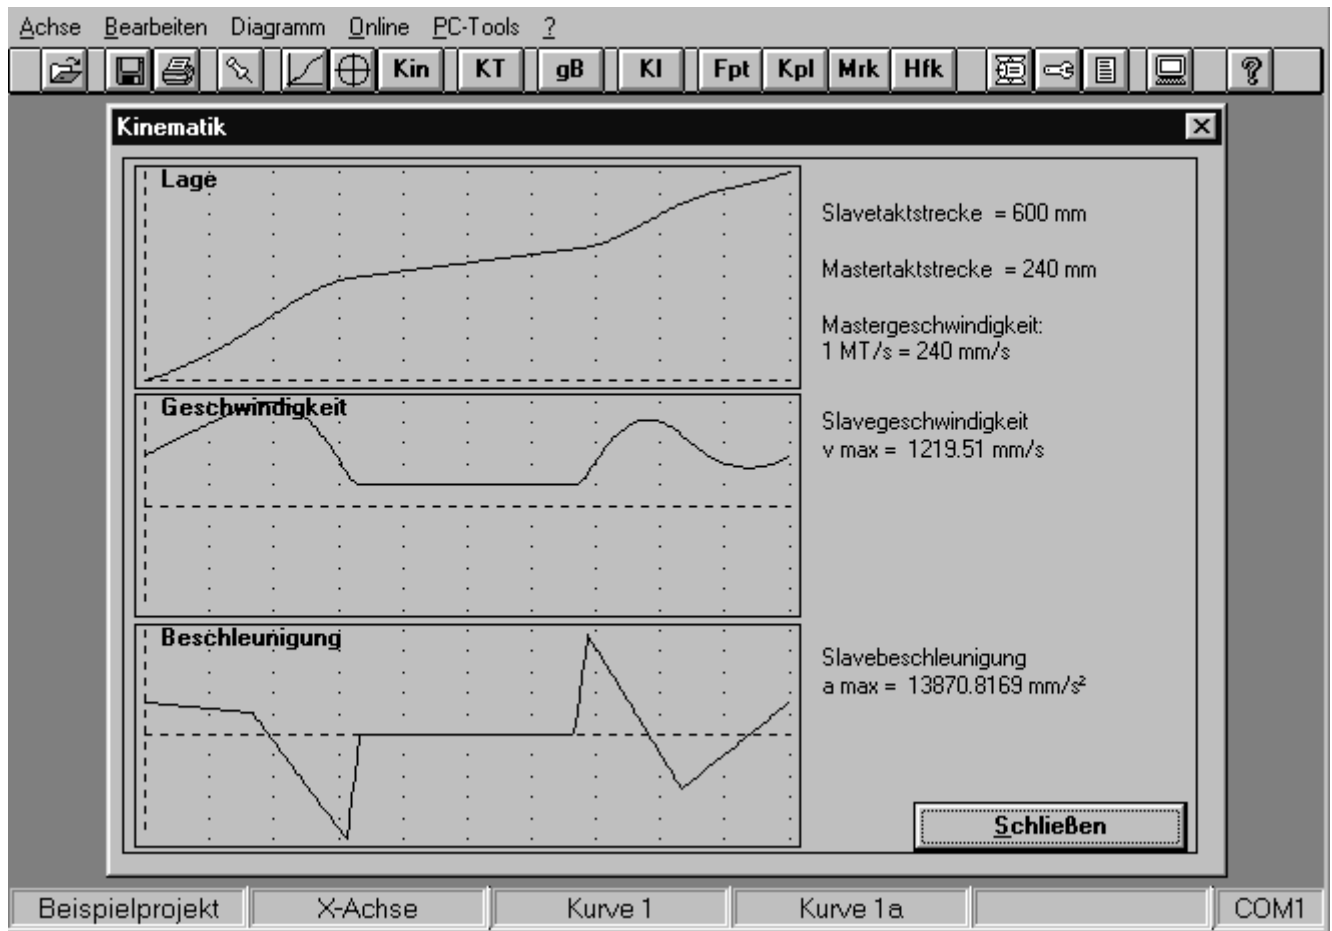 Achse Bearbeiten Diagramm Online PC-Tools ?
Kin KT gB KI Fpt Kpl Mrk Hfk
Kinematik
Lage
Slavetaktstrecke = 600 mm
Mastertaktstrecke = 240 mm
Mastergeschwindigkeit:
1 MT/s = 240 mm/s
Geschwindigkeit
Slavegeschwindigkeit
v max = 1219.51 mm/s
Beschleunigung
Slavebeschleunigung
a max = 13870.8169 mm/s²
Schließen
Beispielprojekt X-Achse Kurve 1 Kurve 1a COM1